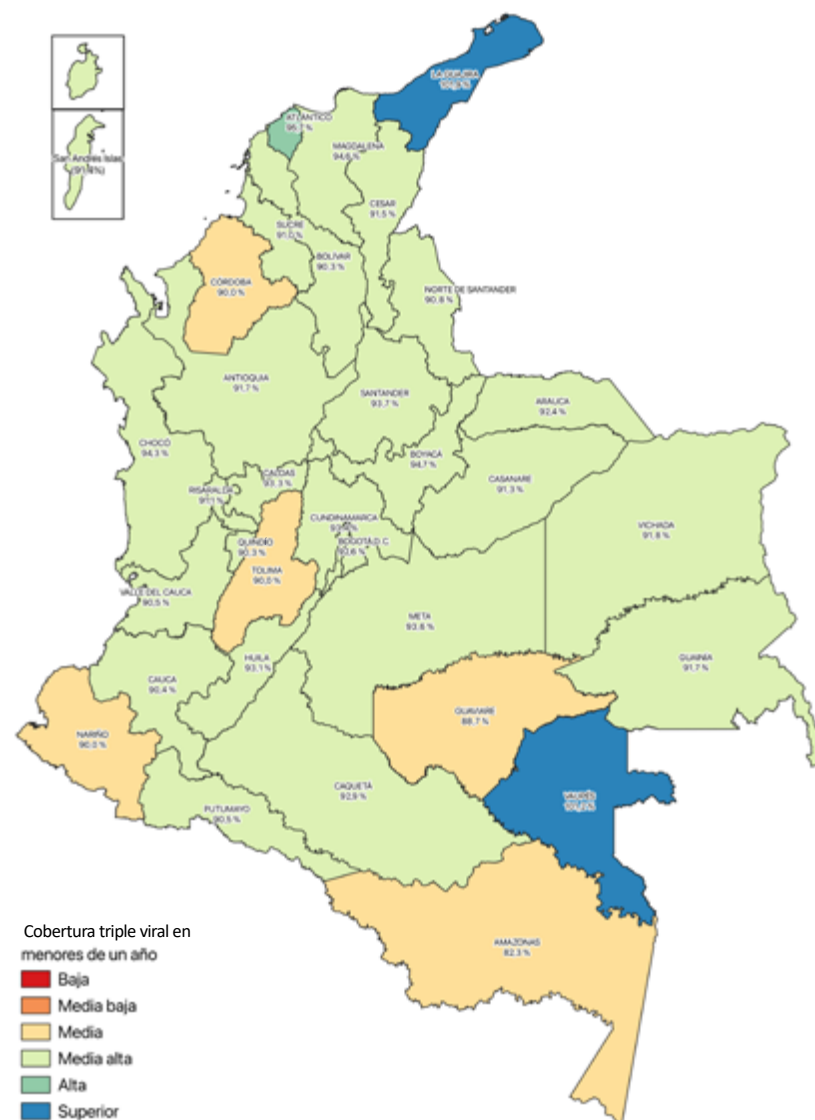 LA GUAJIRA
ATLÁNTICO
MAGDALENA
94.6 %
San Andrés Islas
(91.4%)
CESAR
91.5 %
SUCRE
91.0 %
BOLÍVAR
90.3 %
CÓRDOBA
90.0 %
NORTE DE SANTANDER
90.8 %
ANTIOQUIA
91.7 %
SANTANDER
93.7 %
ARAUCA
92.4 %
CHOCÓ
94.3 %
BOYACÁ
94.7 %
CALDAS
93.3 %
CASANARE
91.3 %
RISARALDA
91.1 %
CUNDINAMARCA
VICHADA
91.8 %
QUINDÍO
90.3 %
BOGOTÁ D.C.
TOLIMA
90.0 %
VALLE DEL CAUCA
90.5 %
META
93.6 %
HUILA
93.1 %
GUAINÍA
91.7 %
CAUCA
90.4 %
GUAVIARE
88.7 %
NARIÑO
90.0 %
CAQUETÁ
92.9 %
VAUPÉS
PUTUMAYO
90.5 %
AMAZONAS
82.3 %
Cobertura triple viral en
menores de un año
Baja
Media baja
Media
Media alta
Alta
Superior